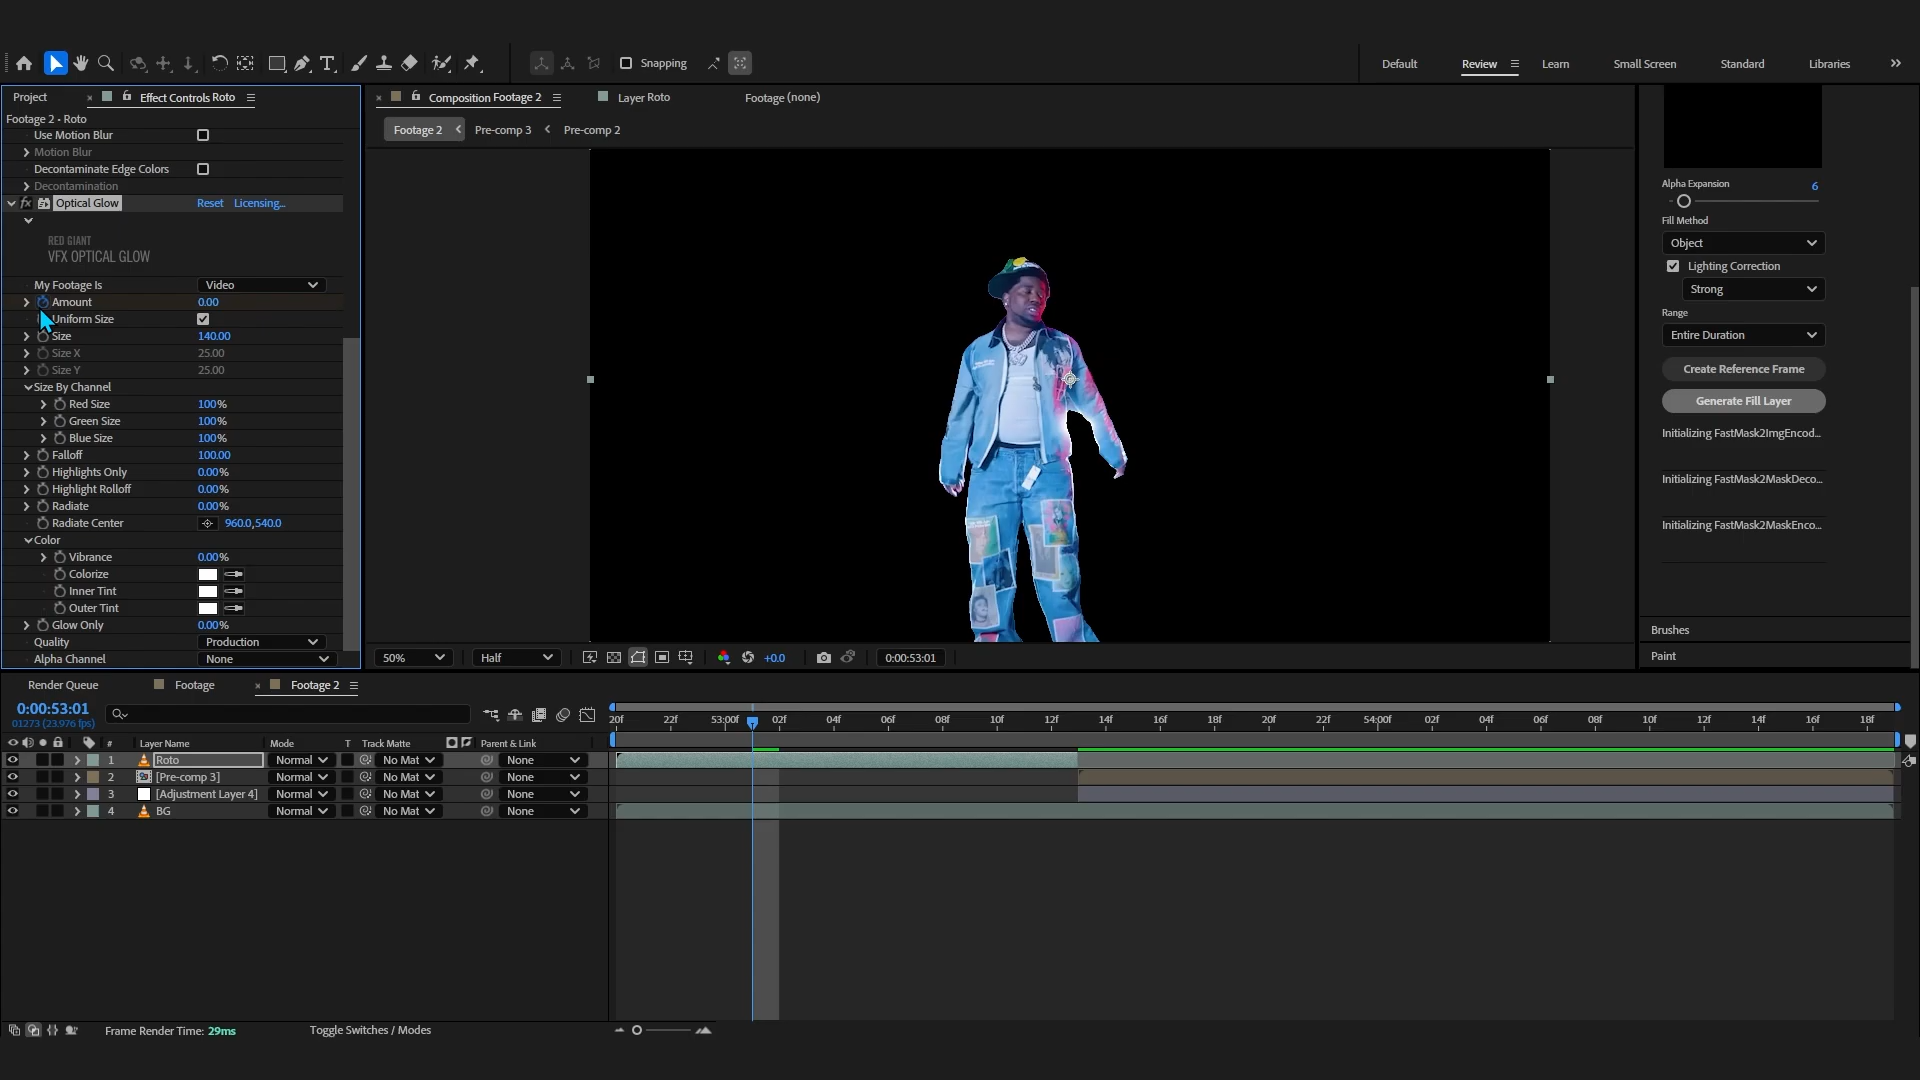 Snapping
Default
Review
Learn
Small Screen
Standard
Libraries
Project
Effect Controls Roto
Composition Footage 2
Layer Roto
Footage (none)
Footage 2 • Roto
Footage 2
Pre-comp 3
Pre-comp 2
Use Motion Blur
Motion Blur
Decontaminate Edge Colors
Decontamination
fx Optical Glow Reset Licensing...
RED GIANT
VFX OPTICAL GLOW
My Footage Is Video
Amount 0.00
Uniform Size
Size 140.00
Size X 25.00
Size Y 25.00
Size By Channel
Red Size 100%
Green Size 100%
Blue Size 100%
Falloff 100.00
Highlights Only 0.00%
Highlight Rolloff 0.00%
Radiate 0.00%
Radiate Center 960.0,540.0
Color
Vibrance 0.00%
Colorize
Inner Tint
Outer Tint
Glow Only 0.00%
Quality Production
Alpha Channel None
50%
Half
+0.0
0:00:53:01
Alpha Expansion 6
Fill Method
Object
Lighting Correction
Strong
Range
Entire Duration
Create Reference Frame
Generate Fill Layer
Initializing FastMask2ImgEncod...
Initializing FastMask2MaskDeco...
Initializing FastMask2MaskEnco...
Brushes
Paint
Render Queue
Footage
Footage 2
0:00:53:01
01273 (23.976 fps)
20f 22f 53:00f 02f 04f 06f 08f 10f 12f 14f 16f 18f 20f 22f 54:00f 02f 04f 06f 08f 10f 12f 14f 16f 18f
# Layer Name Mode T Track Matte Parent & Link
1 Roto Normal No Mat None
2 [Pre-comp 3] Normal No Mat None
3 [Adjustment Layer 4] Normal No Mat None
4 BG Normal No Mat None
Frame Render Time: 29ms
Toggle Switches / Modes